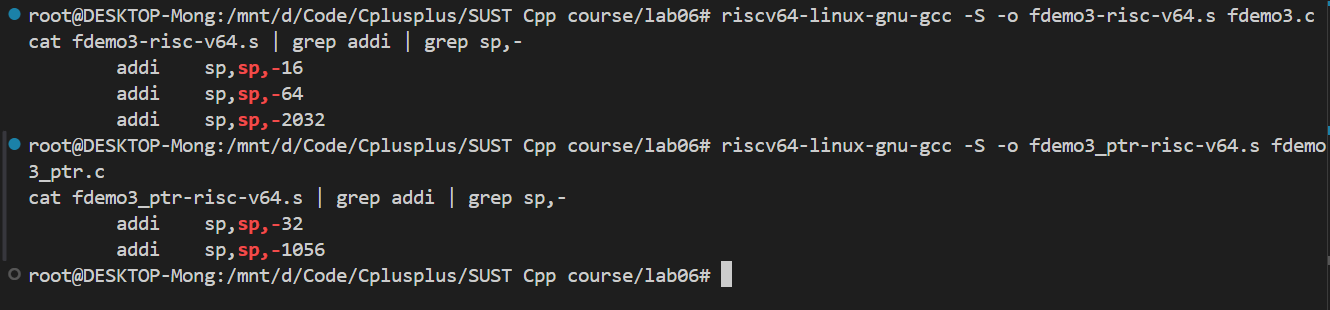 root@DESKTOP-Mong:/mnt/d/Code/Cplusplus/SUST Cpp course/lab06# riscv64-linux-gnu-gcc -S -o fdemo3-risc-v64.s fdemo3.c
cat fdemo3-risc-v64.s | grep addi | grep sp,-
addi sp,sp,-16
addi sp,sp,-64
addi sp,sp,-2032
root@DESKTOP-Mong:/mnt/d/Code/Cplusplus/SUST Cpp course/lab06# riscv64-linux-gnu-gcc -S -o fdemo3_ptr-risc-v64.s fdemo
3_ptr.c
cat fdemo3_ptr-risc-v64.s | grep addi | grep sp,-
addi sp,sp,-32
addi sp,sp,-1056
root@DESKTOP-Mong:/mnt/d/Code/Cplusplus/SUST Cpp course/lab06#